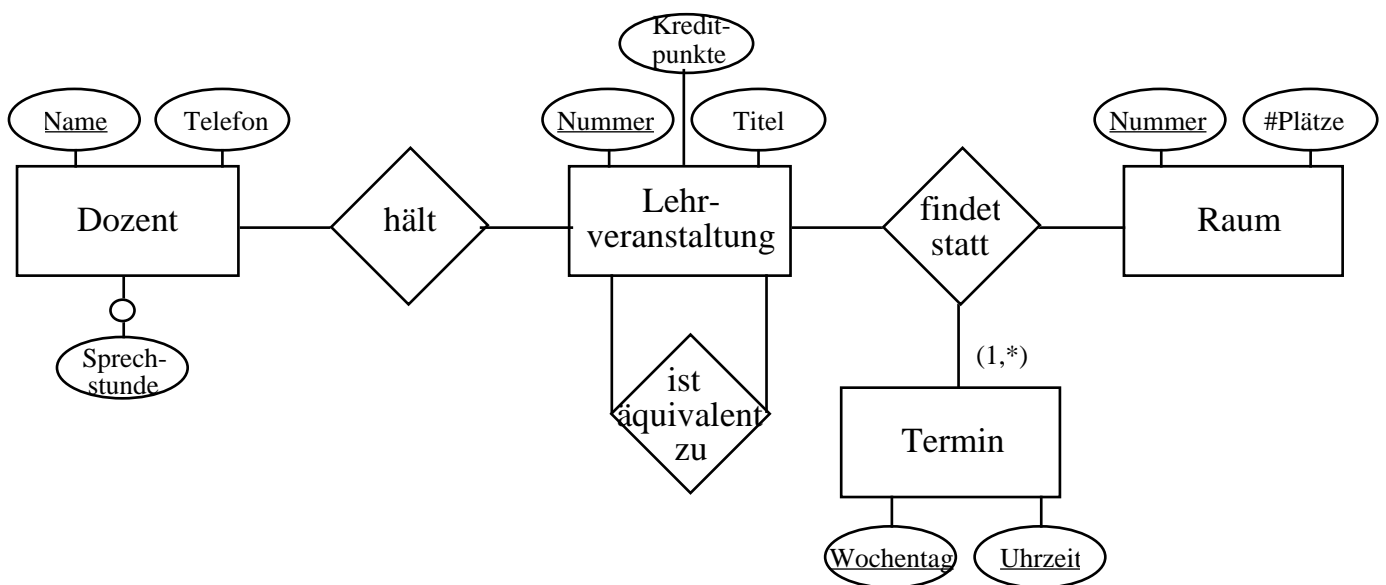 Kredit-
punkte
Name
Telefon
Nummer
Titel
Nummer
#Plätze
Dozent
hält
Lehr-
veranstaltung
findet
statt
Raum
Sprech-
stunde
(1,*)
ist
äquivalent
zu
Termin
Wochentag
Uhrzeit